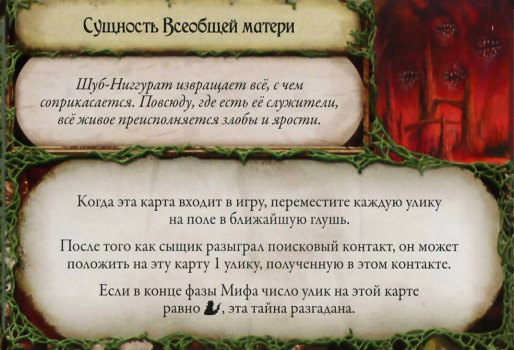 Сущность Всеобщей матери
Шуб-Ниггурат извращает всё, с чем
соприкасается. Повсюду, где есть её служители,
всё живое преисполняется злобы и ярости.
Когда эта карта входит в игру, переместите каждую улику
на поле в ближайшую глушь.
После того как сыщик разыграл поисковый контакт, он может
положить на эту карту 1 улику, полученную в этом контакте.
Если в конце фазы Мифа число улик на этой карте
равно , эта тайна разгадана.